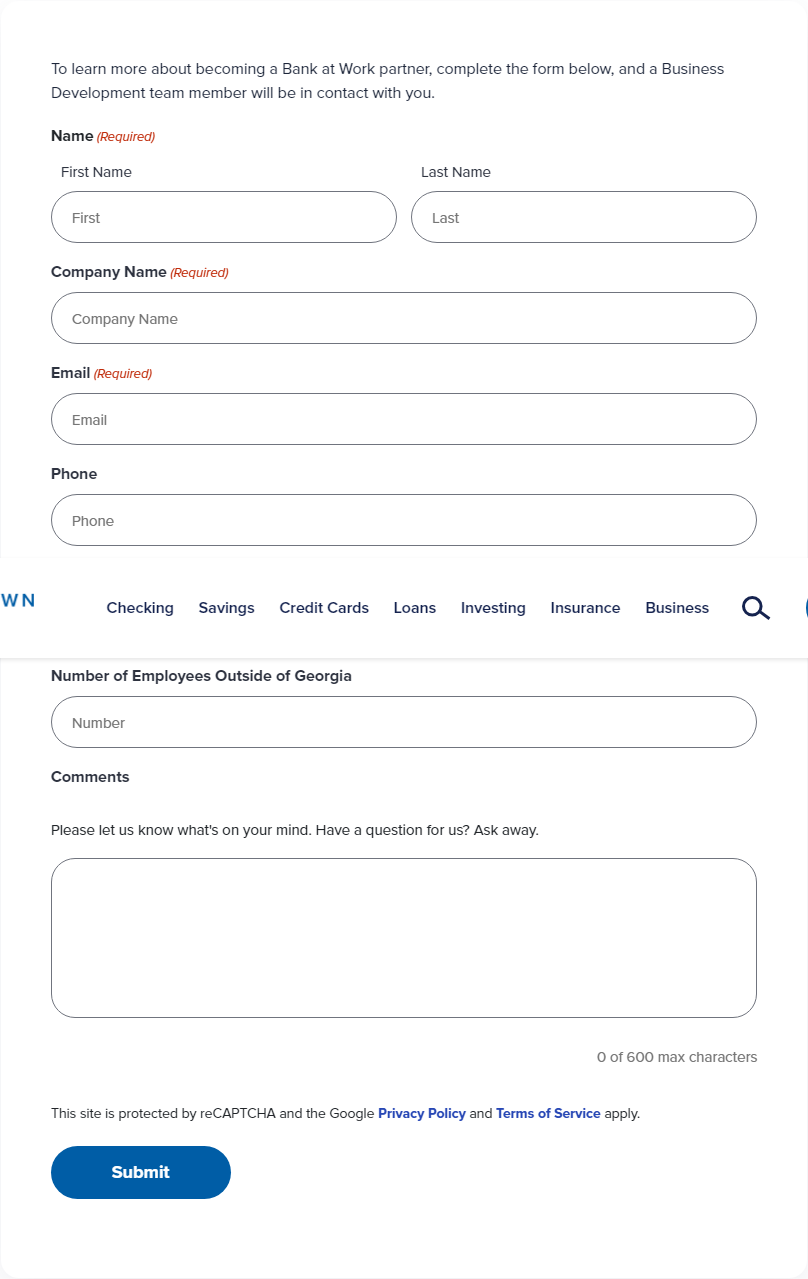 To learn more about becoming a Bank at Work partner, complete the form below, and a Business
Development team member will be in contact with you.
Name (Required)
First Name Last Name
First Last
Company Name (Required)
Company Name
Email (Required)
Email
Phone
Phone
WN Checking Savings Credit Cards Loans Investing Insurance Business
Number of Employees Outside of Georgia
Number
Comments
Please let us know what's on your mind. Have a question for us? Ask away.
0 of 600 max characters
This site is protected by reCAPTCHA and the Google Privacy Policy and Terms of Service apply.
Submit